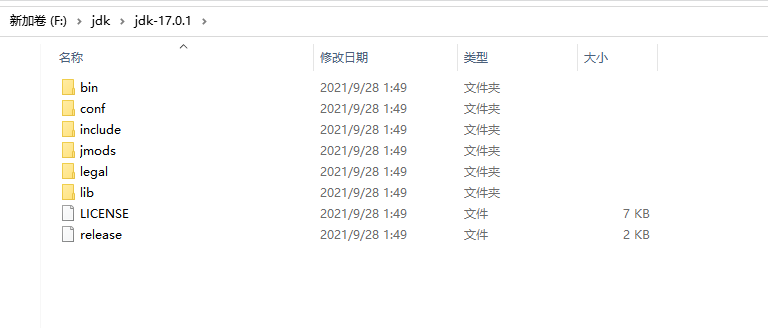 新加卷 (F:) > jdk > jdk-17.0.1 >
名称 修改日期 类型 大小
bin 2021/9/28 1:49 文件夹
conf 2021/9/28 1:49 文件夹
include 2021/9/28 1:49 文件夹
jmods 2021/9/28 1:49 文件夹
legal 2021/9/28 1:49 文件夹
lib 2021/9/28 1:49 文件夹
LICENSE 2021/9/28 1:49 文件 7 KB
release 2021/9/28 1:49 文件 2 KB